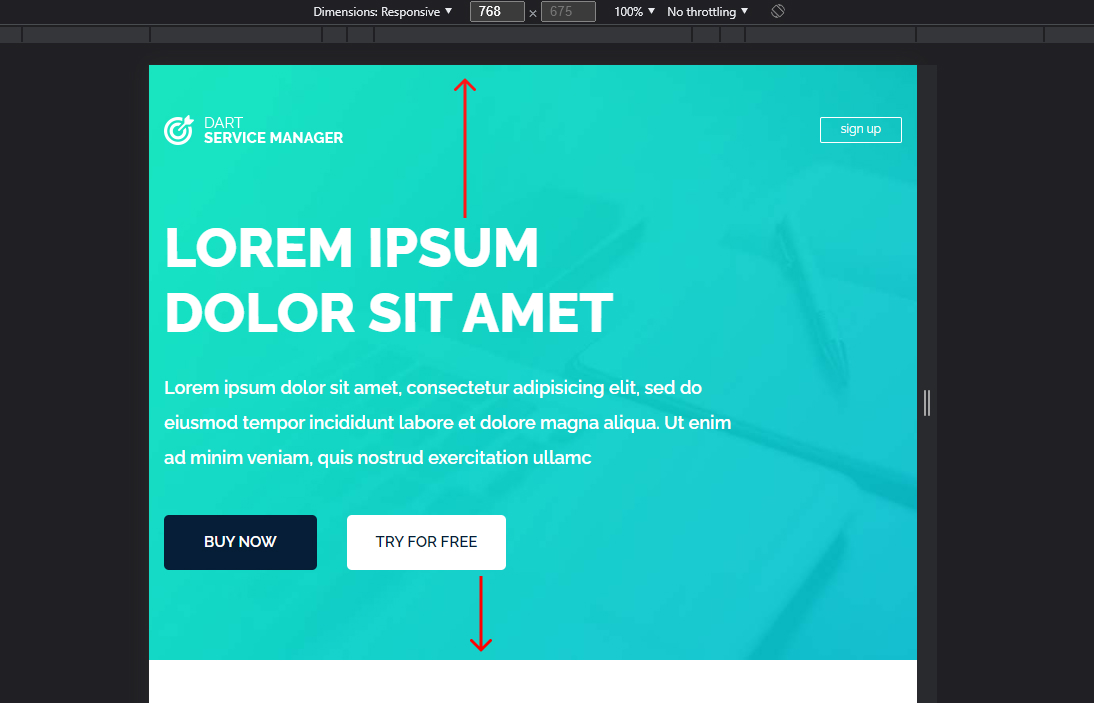 Dimensions: Responsive ▼ 768 × 675 100% ▼ No throttling ▼
DART
SERVICE MANAGER
sign up
LOREM IPSUM
DOLOR SIT AMET
Lorem ipsum dolor sit amet, consectetur adipisicing elit, sed do
eiusmod tempor incididunt labore et dolore magna aliqua. Ut enim
ad minim veniam, quis nostrud exercitation ullamc
BUY NOW
TRY FOR FREE